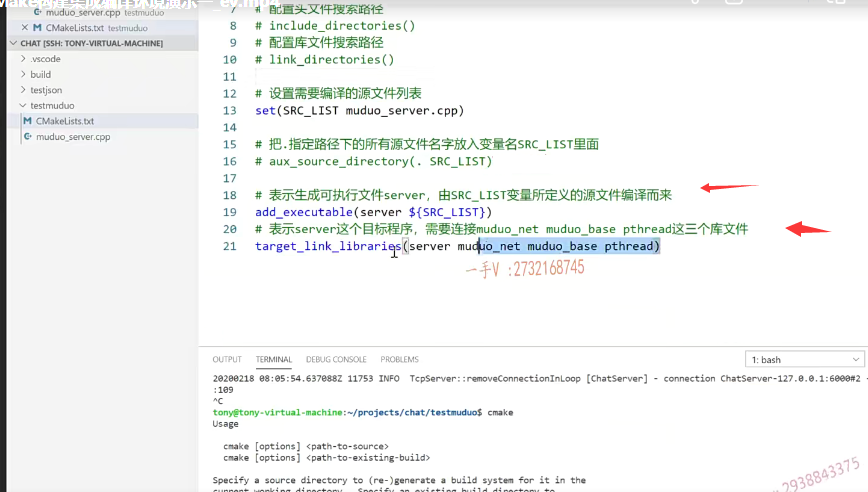 muduo_server.cpp testmuduo
CMakeLists.txt testmuduo
CHAT [SSH: TONY-VIRTUAL-MACHINE]
.vscode
build
testjson
testmuduo
CMakeLists.txt
muduo_server.cpp
7 # 配置头文件搜索路径
8 # include_directories()
9 # 配置库文件搜索路径
10 # link_directories()
11
12 # 设置需要编译的源文件列表
13 set(SRC_LIST muduo_server.cpp)
14
15 # 把.指定路径下的所有源文件名字放入变量名SRC_LIST里面
16 # aux_source_directory(. SRC_LIST)
17
18 # 表示生成可执行文件server，由SRC_LIST变量所定义的源文件编译而来
19 add_executable(server ${SRC_LIST})
20 # 表示server这个目标程序，需要连接muduo_net muduo_base pthread这三个库文件
21 target_link_libraries(server muduo_net muduo_base pthread)
一手V :2732168745
OUTPUT TERMINAL DEBUG CONSOLE PROBLEMS 1: bash
20200218 08:05:54.637088Z 11753 INFO TcpServer::removeConnectionInLoop [ChatServer] - connection ChatServer-127.0.0.1:6000#2 -
:109
^C
tony@tony-virtual-machine:~/projects/chat/testmuduo$ cmake
Usage
cmake [options] <path-to-source>
cmake [options] <path-to-existing-build>
Specify a source directory to (re-)generate a build system for it in the
current working directory. Specify an existing build directory to
2938843375